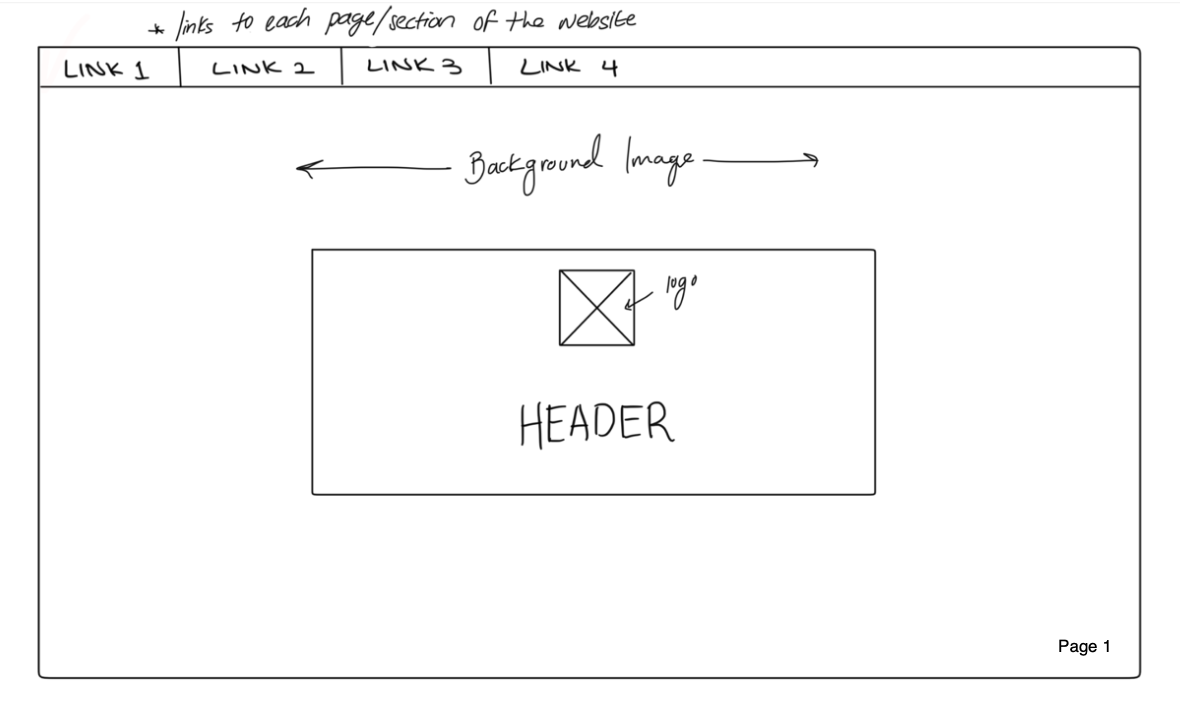 * links to each page/section of the website
LINK 1 LINK 2 LINK 3 LINK 4
Background Image
logo
HEADER
Page 1